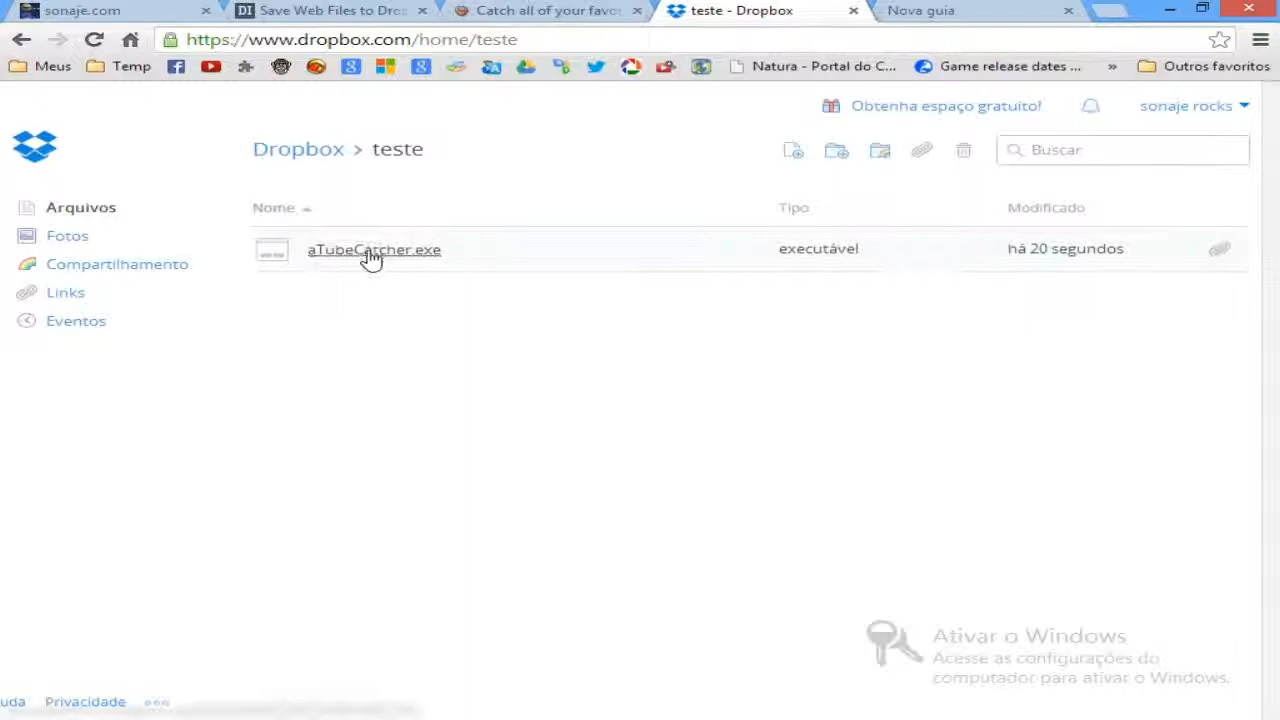 sonaje.com
Save Web Files to Dro
Catch all of your favo
teste - Dropbox
Nova guia
https://www.dropbox.com/home/teste
Meus
Temp
Natura - Portal do C...
Game release dates ...
»
Outros favoritos
Obtenha espaço gratuito!
sonaje rocks
Dropbox > teste
Buscar
Arquivos
Fotos
Compartilhamento
Links
Eventos
Nome
Tipo
Modificado
aTubeCatcher.exe
executável
há 20 segundos
Ativar o Windows
Acesse as configurações do
computador para ativar o Windows.
uda
Privacidade